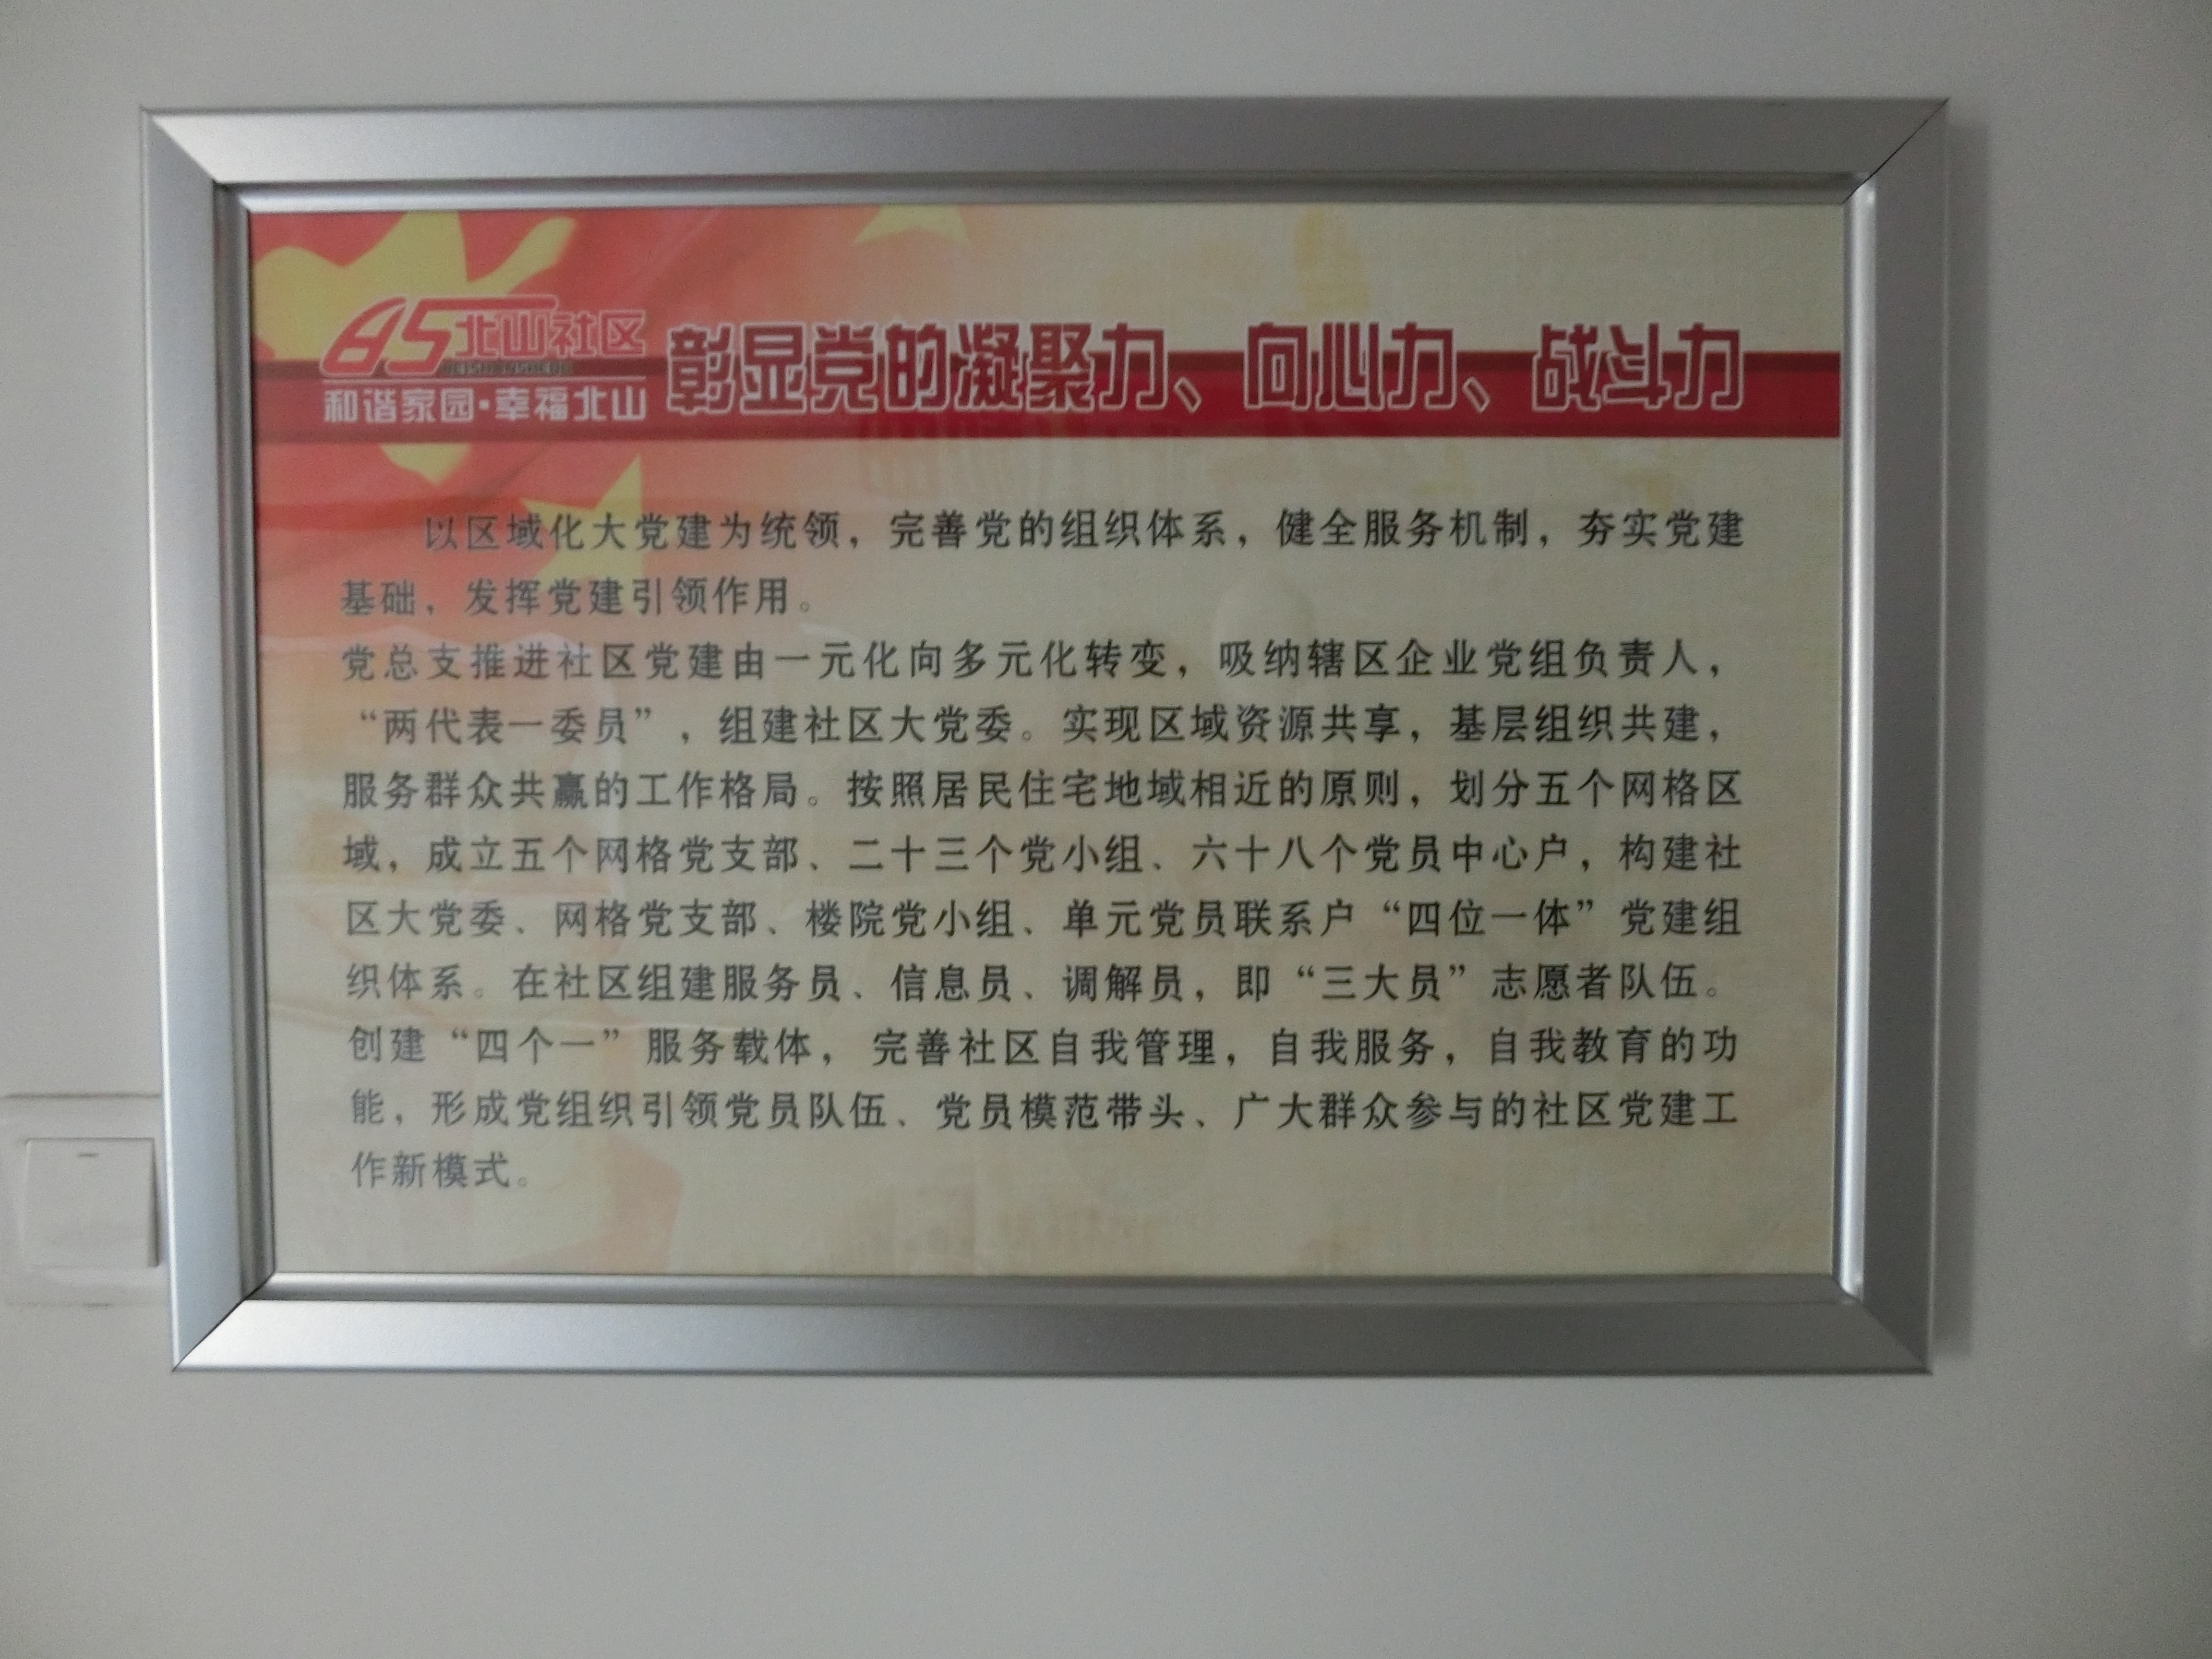 北山社区
和谐家园·幸福北山
彰显党的凝聚力、向心力、战斗力
以区域化大党建为统领，完善党的组织体系，健全服务机制，夯实党建
基础，发挥党建引领作用。
党总支推进社区党建由一元化向多元化转变，吸纳辖区企业党组负责人，
“两代表一委员”，组建社区大党委。实现区域资源共享，基层组织共建，
服务群众共赢的工作格局。按照居民住宅地域相近的原则，划分五个网格区
域，成立五个网格党支部、二十三个党小组、六十八个党员中心户，构建社
区大党委、网格党支部、楼院党小组、单元党员联系户“四位一体”党建组
织体系。在社区组建服务员、信息员、调解员，即“三大员”志愿者队伍。
创建“四个一”服务载体，完善社区自我管理，自我服务，自我教育的功
能，形成党组织引领党员队伍、党员模范带头、广大群众参与的社区党建工
作新模式。